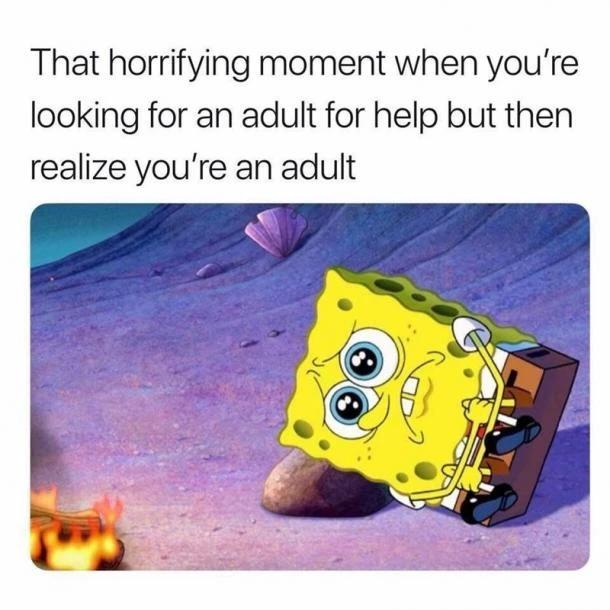 That horrifying moment when you're
looking for an adult for help but then
realize you're an adult